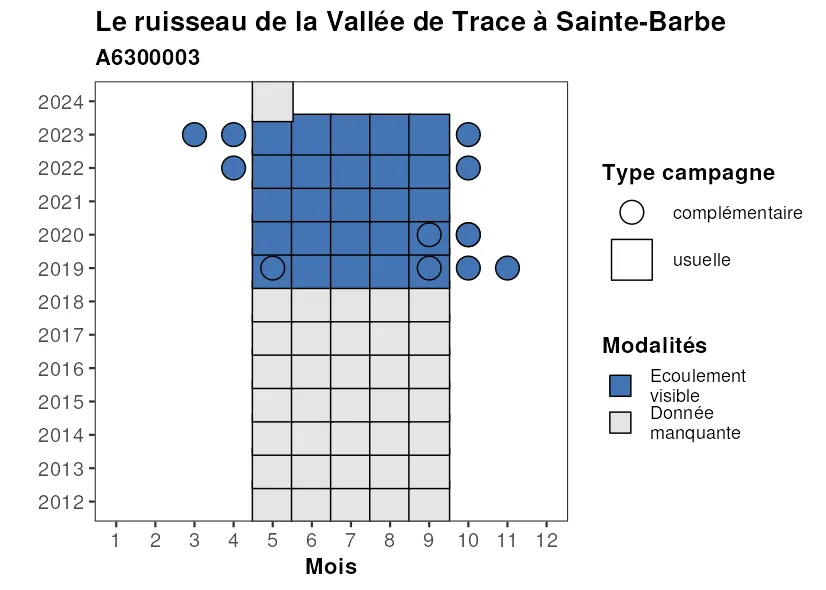 Le ruisseau de la Vallée de Trace à Sainte-Barbe
A6300003
2024
2023
2022
2021
2020
2019
2018
2017
2016
2015
2014
2013
2012
1 2 3 4 5 6 7 8 9 10 11 12
Mois
Type campagne
complémentaire
usuelle
Modalités
Ecoulement
visible
Donnée
manquante